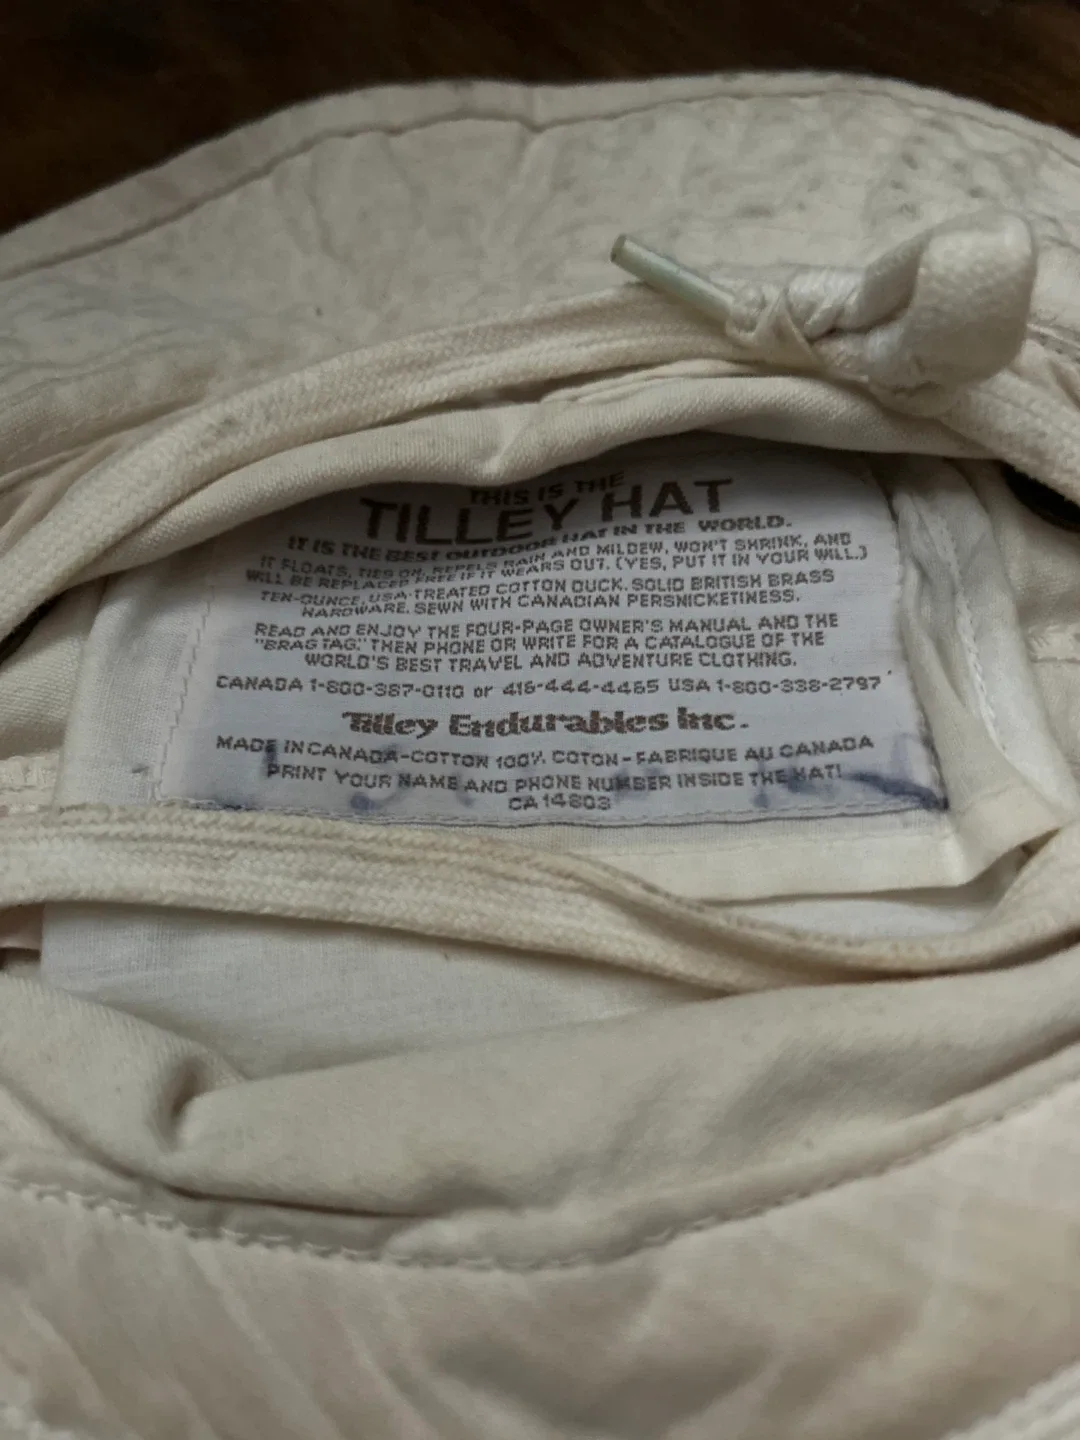 THIS IS THE
TILLEY HAT
IT IS THE BEST OUTDOOR HAT IN THE WORLD.
IT FLOATS, TIES ON, REPELS RAIN AND MILDEW, WON'T SHRINK, AND
WILL BE REPLACED FREE IF IT WEARS OUT. (YES, PUT IT IN YOUR WILL.)
TEN-OUNCE, USA-TREATED COTTON DUCK. SOLID BRITISH BRASS
HARDWARE. SEWN WITH CANADIAN PERSNICKETINESS.
READ AND ENJOY THE FOUR-PAGE OWNER'S MANUAL AND THE
"BRAG TAG." THEN PHONE OR WRITE FOR A CATALOGUE OF THE
WORLD'S BEST TRAVEL AND ADVENTURE CLOTHING.
CANADA 1-800-387-0110 or 416-444-4465 USA 1-800-338-2797
Tilley Endurables Inc.
MADE IN CANADA-COTTON 100% COTON-FABRIQUE AU CANADA
PRINT YOUR NAME AND PHONE NUMBER INSIDE THE HAT!
CA 14803